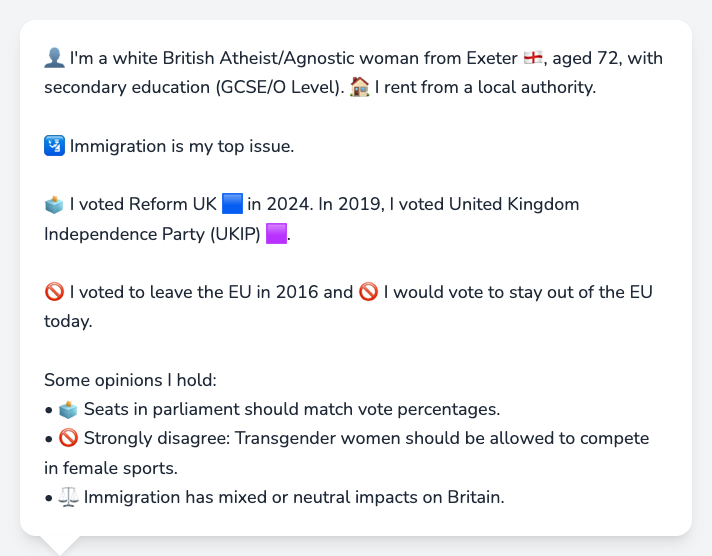 👤 I'm a white British Atheist/Agnostic woman from Exeter 🏴󠁧󠁢󠁥󠁮󠁧󠁿, aged 72, with
secondary education (GCSE/O Level). 🏠 I rent from a local authority.
🛂 Immigration is my top issue.
🗳️ I voted Reform UK 🟦 in 2024. In 2019, I voted United Kingdom
Independence Party (UKIP) 🟪.
🚫 I voted to leave the EU in 2016 and 🚫 I would vote to stay out of the EU
today.
Some opinions I hold:
• 🗳️ Seats in parliament should match vote percentages.
• 🚫 Strongly disagree: Transgender women should be allowed to compete
in female sports.
• ⚖️ Immigration has mixed or neutral impacts on Britain.